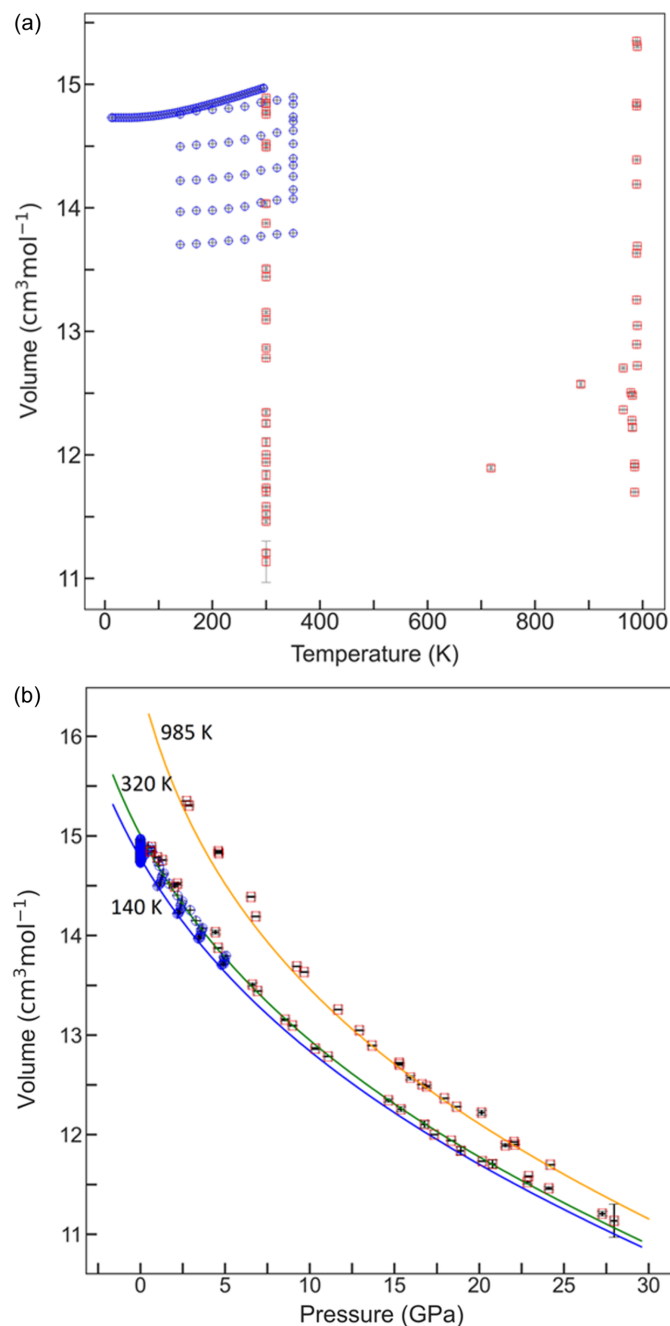 (a)
15
14
13
12
11
Volume (cm³mol⁻¹)
0 200 400 600 800 1000
Temperature (K)
(b)
16
15
14
13
12
11
Volume (cm³mol⁻¹)
985 K
320 K
140 K
0 5 10 15 20 25 30
Pressure (GPa)